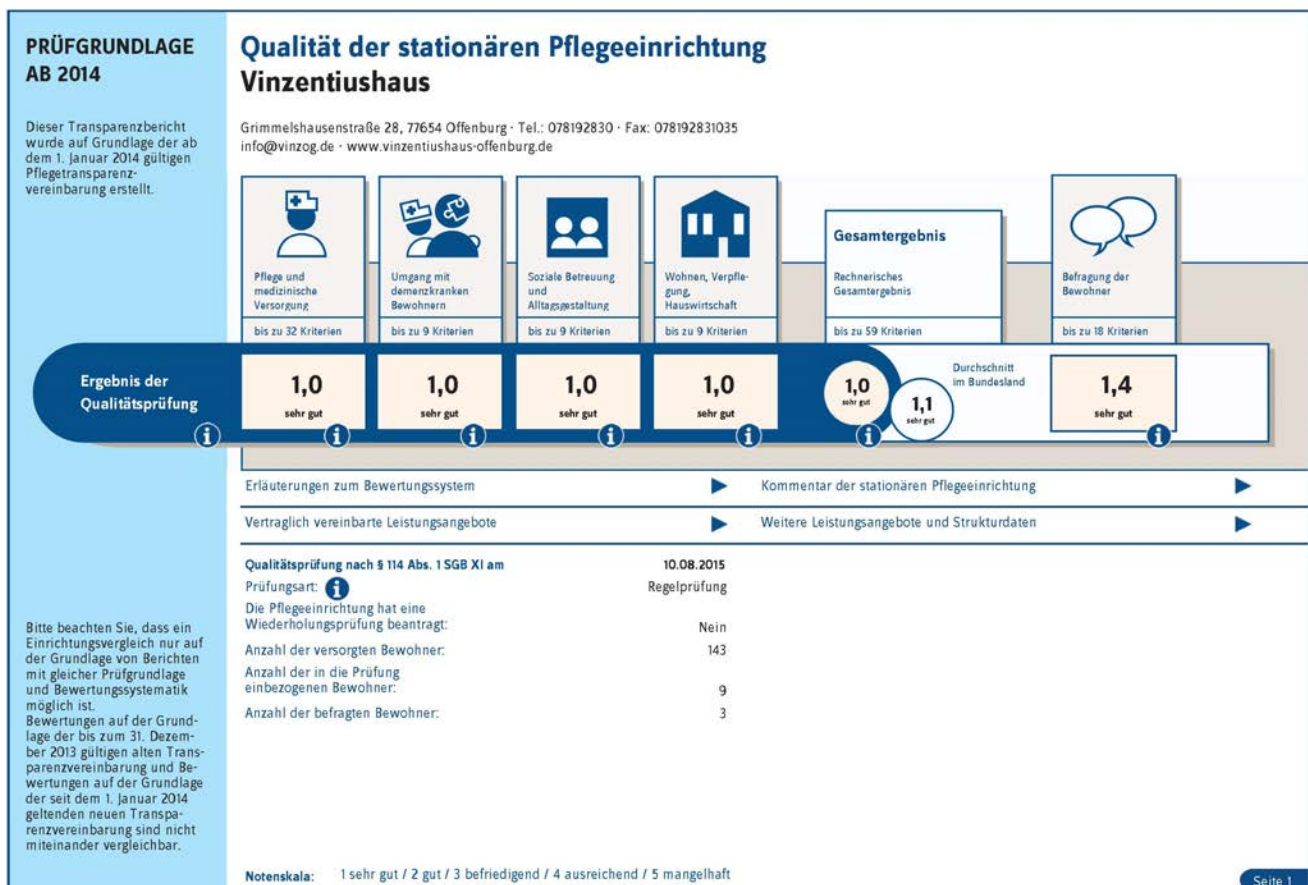 PRÜFGRUNDLAGE
AB 2014
Dieser Transparenzbericht
wurde auf Grundlage der ab
dem 1. Januar 2014 gültigen
Pflegetransparenz-
vereinbarung erstellt.
Qualität der stationären Pflegeeinrichtung
Vinzentiushaus
Grimmelshausenstraße 28, 77654 Offenburg · Tel.: 078192830 · Fax: 078192831035
info@vinzog.de · www.vinzentiushaus-offenburg.de
Pflege und
medizinische
Versorgung
bis zu 32 Kriterien
Umgang mit
demenzkranken
Bewohnern
bis zu 9 Kriterien
Soziale Betreuung
und
Alltagsgestaltung
bis zu 9 Kriterien
Wohnen, Verpfle-
gung,
Hauswirtschaft
bis zu 9 Kriterien
Gesamtergebnis
Rechnerisches
Gesamtergebnis
bis zu 59 Kriterien
Befragung der
Bewohner
bis zu 18 Kriterien
Ergebnis der
Qualitätsprüfung
i
1,0
sehr gut
i
1,0
sehr gut
i
1,0
sehr gut
i
1,0
sehr gut
i
1,0
sehr gut
i
1,1
sehr gut
Durchschnitt
im Bundesland
1,4
sehr gut
i
Erläuterungen zum Bewertungssystem
Kommentar der stationären Pflegeeinrichtung
Vertraglich vereinbarte Leistungsangebote
Weitere Leistungsangebote und Strukturdaten
Qualitätsprüfung nach § 114 Abs. 1 SGB XI am 10.08.2015
Prüfungsart: i Regelprüfung
Die Pflegeeinrichtung hat eine
Wiederholungsprüfung beantragt: Nein
Anzahl der versorgten Bewohner: 143
Anzahl der in die Prüfung
einbezogenen Bewohner: 9
Anzahl der befragten Bewohner: 3
Bitte beachten Sie, dass ein
Einrichtungsvergleich nur auf
der Grundlage von Berichten
mit gleicher Prüfgrundlage
und Bewertungssystematik
möglich ist.
Bewertungen auf der Grund-
lage der bis zum 31. Dezem-
ber 2013 gültigen alten Trans-
parenzvereinbarung und Be-
wertungen auf der Grundlage
der seit dem 1. Januar 2014
geltenden neuen Transpa-
renzvereinbarung sind nicht
miteinander vergleichbar.
Notenskala: 1 sehr gut / 2 gut / 3 befriedigend / 4 ausreichend / 5 mangelhaft
Seite 1